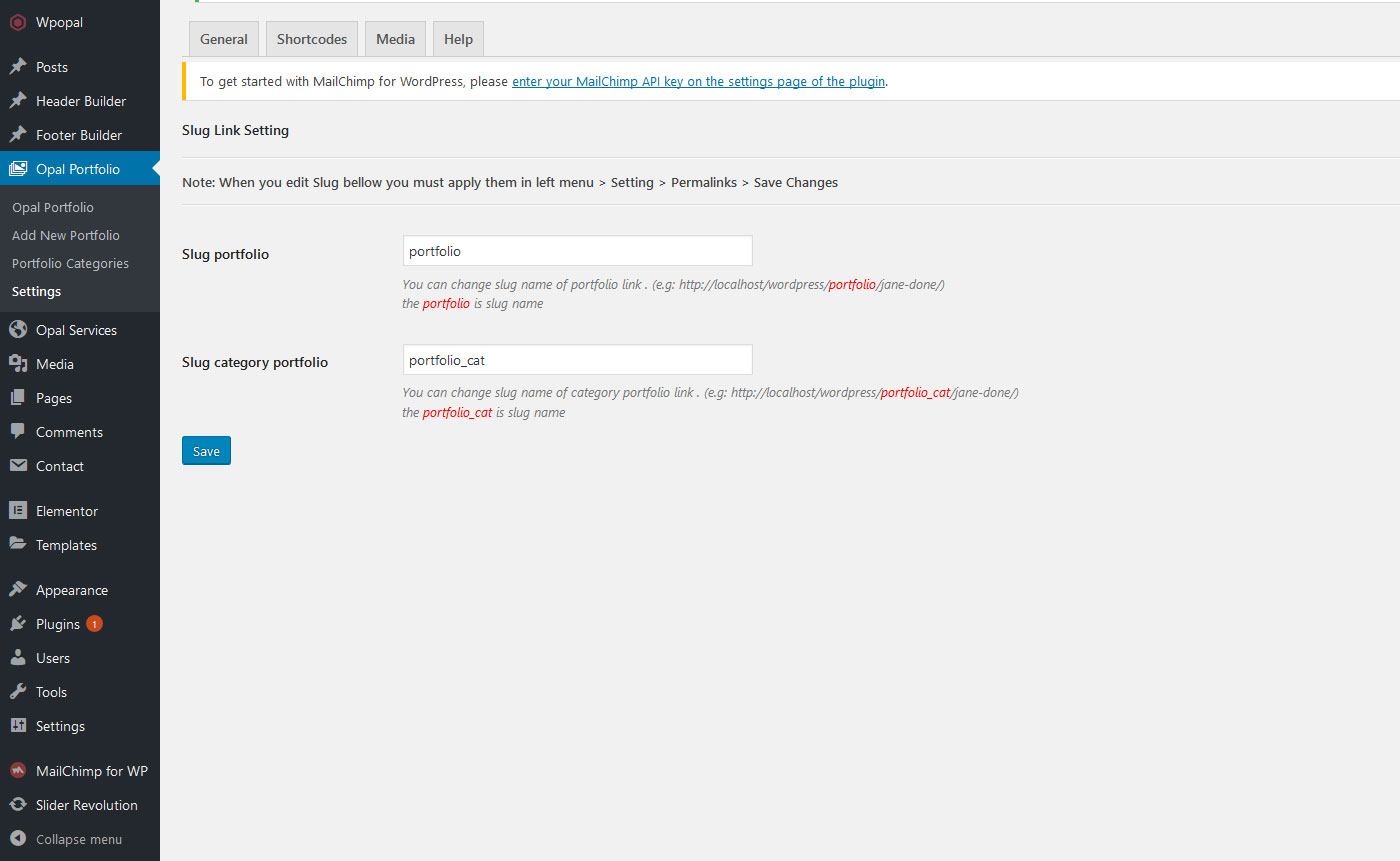 Wpopal
Posts
Header Builder
Footer Builder
Opal Portfolio
Opal Portfolio
Add New Portfolio
Portfolio Categories
Settings
Opal Services
Media
Pages
Comments
Contact
Elementor
Templates
Appearance
Plugins 1
Users
Tools
Settings
MailChimp for WP
Slider Revolution
Collapse menu
General Shortcodes Media Help
To get started with MailChimp for WordPress, please enter your MailChimp API key on the settings page of the plugin.
Slug Link Setting
Note: When you edit Slug bellow you must apply them in left menu > Setting > Permalinks > Save Changes
Slug portfolio portfolio
You can change slug name of portfolio link . (e.g: http://localhost/wordpress/portfolio/jane-done/)
the portfolio is slug name
Slug category portfolio portfolio_cat
You can change slug name of category portfolio link . (e.g: http://localhost/wordpress/portfolio_cat/jane-done/)
the portfolio_cat is slug name
Save